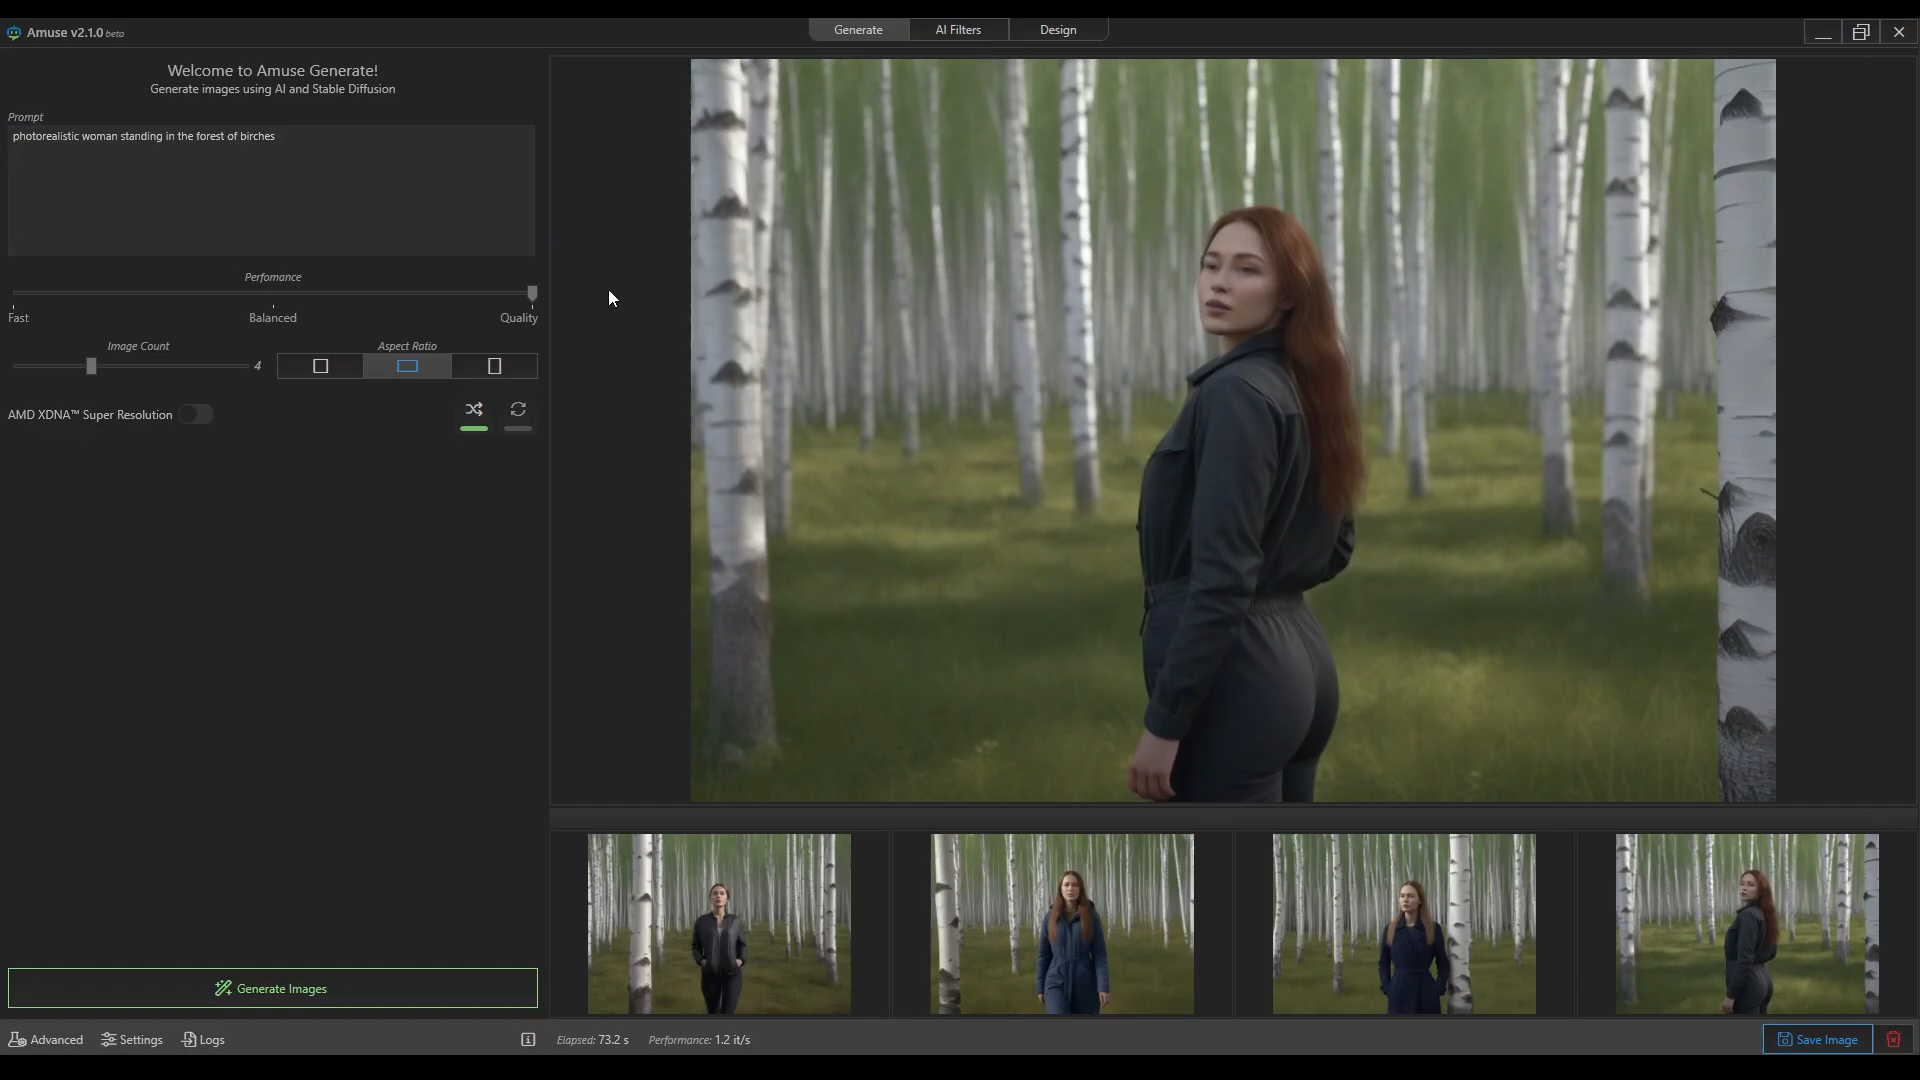 Amuse v2.1.0 beta
Generate
AI Filters
Design
Welcome to Amuse Generate!
Generate images using AI and Stable Diffusion
Prompt
photorealistic woman standing in the forest of birches
Perfomance
Fast
Balanced
Quality
Image Count
4
Aspect Ratio
AMD XDNA™ Super Resolution
Generate Images
Advanced
Settings
Logs
Elapsed: 73.2 s
Performance: 1.2 it/s
Save Image